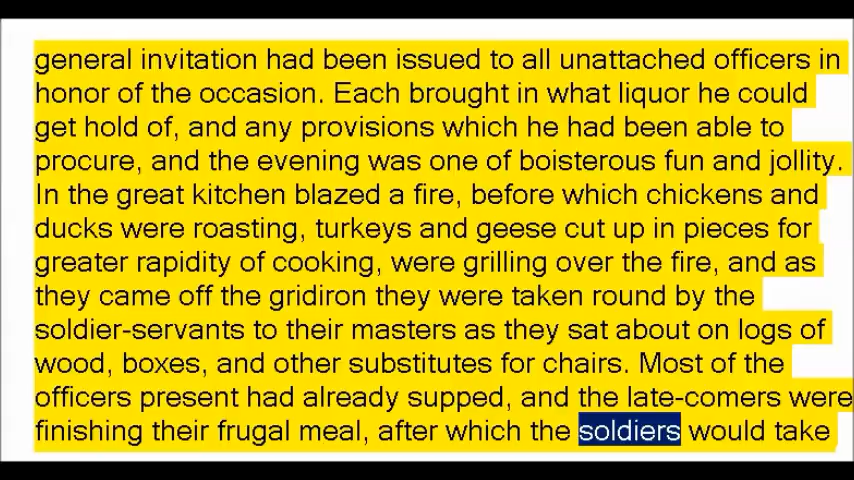 general invitation had been issued to all unattached officers in
honor of the occasion. Each brought in what liquor he could
get hold of, and any provisions which he had been able to
procure, and the evening was one of boisterous fun and jollity.
In the great kitchen blazed a fire, before which chickens and
ducks were roasting, turkeys and geese cut up in pieces for
greater rapidity of cooking, were grilling over the fire, and as
they came off the gridiron they were taken round by the
soldier-servants to their masters as they sat about on logs of
wood, boxes, and other substitutes for chairs. Most of the
officers present had already supped, and the late-comers were
finishing their frugal meal, after which the soldiers would take